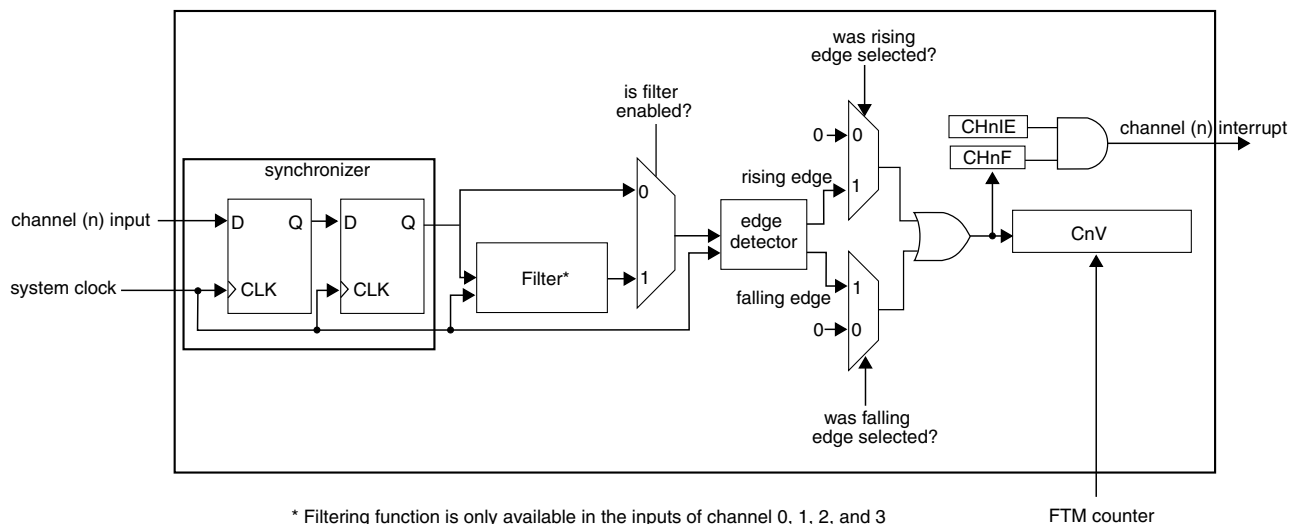 was rising
edge selected?
is filter
enabled?
0 0
CHnIE
channel (n) interrupt
CHnF
synchronizer
rising edge 1
0
channel (n) input
D Q D Q
edge
detector
CnV
Filter*
1
system clock
CLK CLK
falling edge
1
0 0
was falling
edge selected?
* Filtering function is only available in the inputs of channel 0, 1, 2, and 3
FTM counter